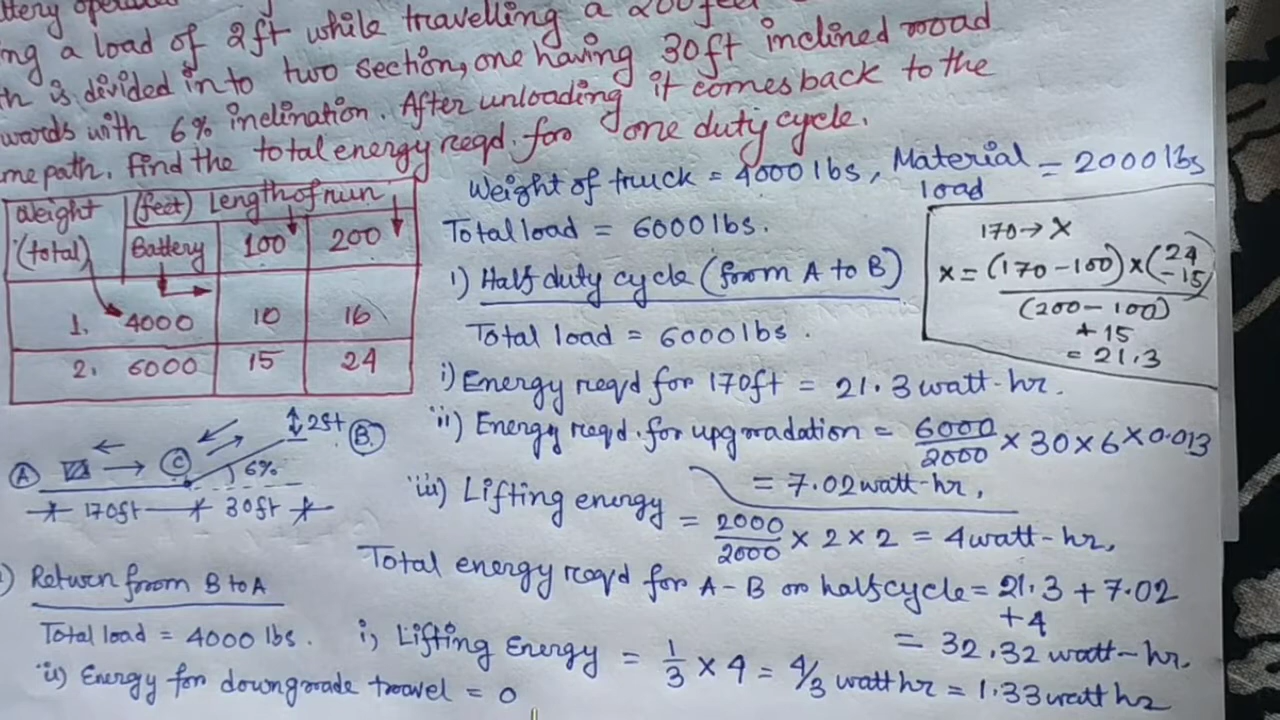 ing a load of 2ft while travelling a 200 feet
th is divided in to two section, one having 30ft inclined road
wards with 6% inclination. After unloading it comes back to the
me path. Find the total energy reqd. for one duty cycle.
Weight (total) (feet) Length of run
Battery 100 200
1. 4000 10 16
2. 6000 15 24
Weight of truck = 4000 lbs, Material load = 2000 lbs
Total load = 6000 lbs.
1) Half duty cycle (from A to B)
Total load = 6000 lbs.
170 → x
x = (170-100) × (24-15)
(200-100)
+ 15
= 21.3
i) Energy reqd for 170ft = 21.3 watt-hr.
ii) Energy reqd. for upgradation = 6000/2000 × 30 × 6 × 0.013
= 7.02 watt-hr,
iii) Lifting energy = 2000/2000 × 2 × 2 = 4 watt-hr,
Total energy reqd for A-B or half cycle = 21.3 + 7.02
+4
= 32.32 watt-hr.
A C 6% 2ft B
170ft 30ft
) Return from B to A
Total load = 4000 lbs. i, Lifting Energy = 1/3 × 4 = 4/3 watt hr = 1.33 watt hr
ii) Energy for downgrade travel = 0